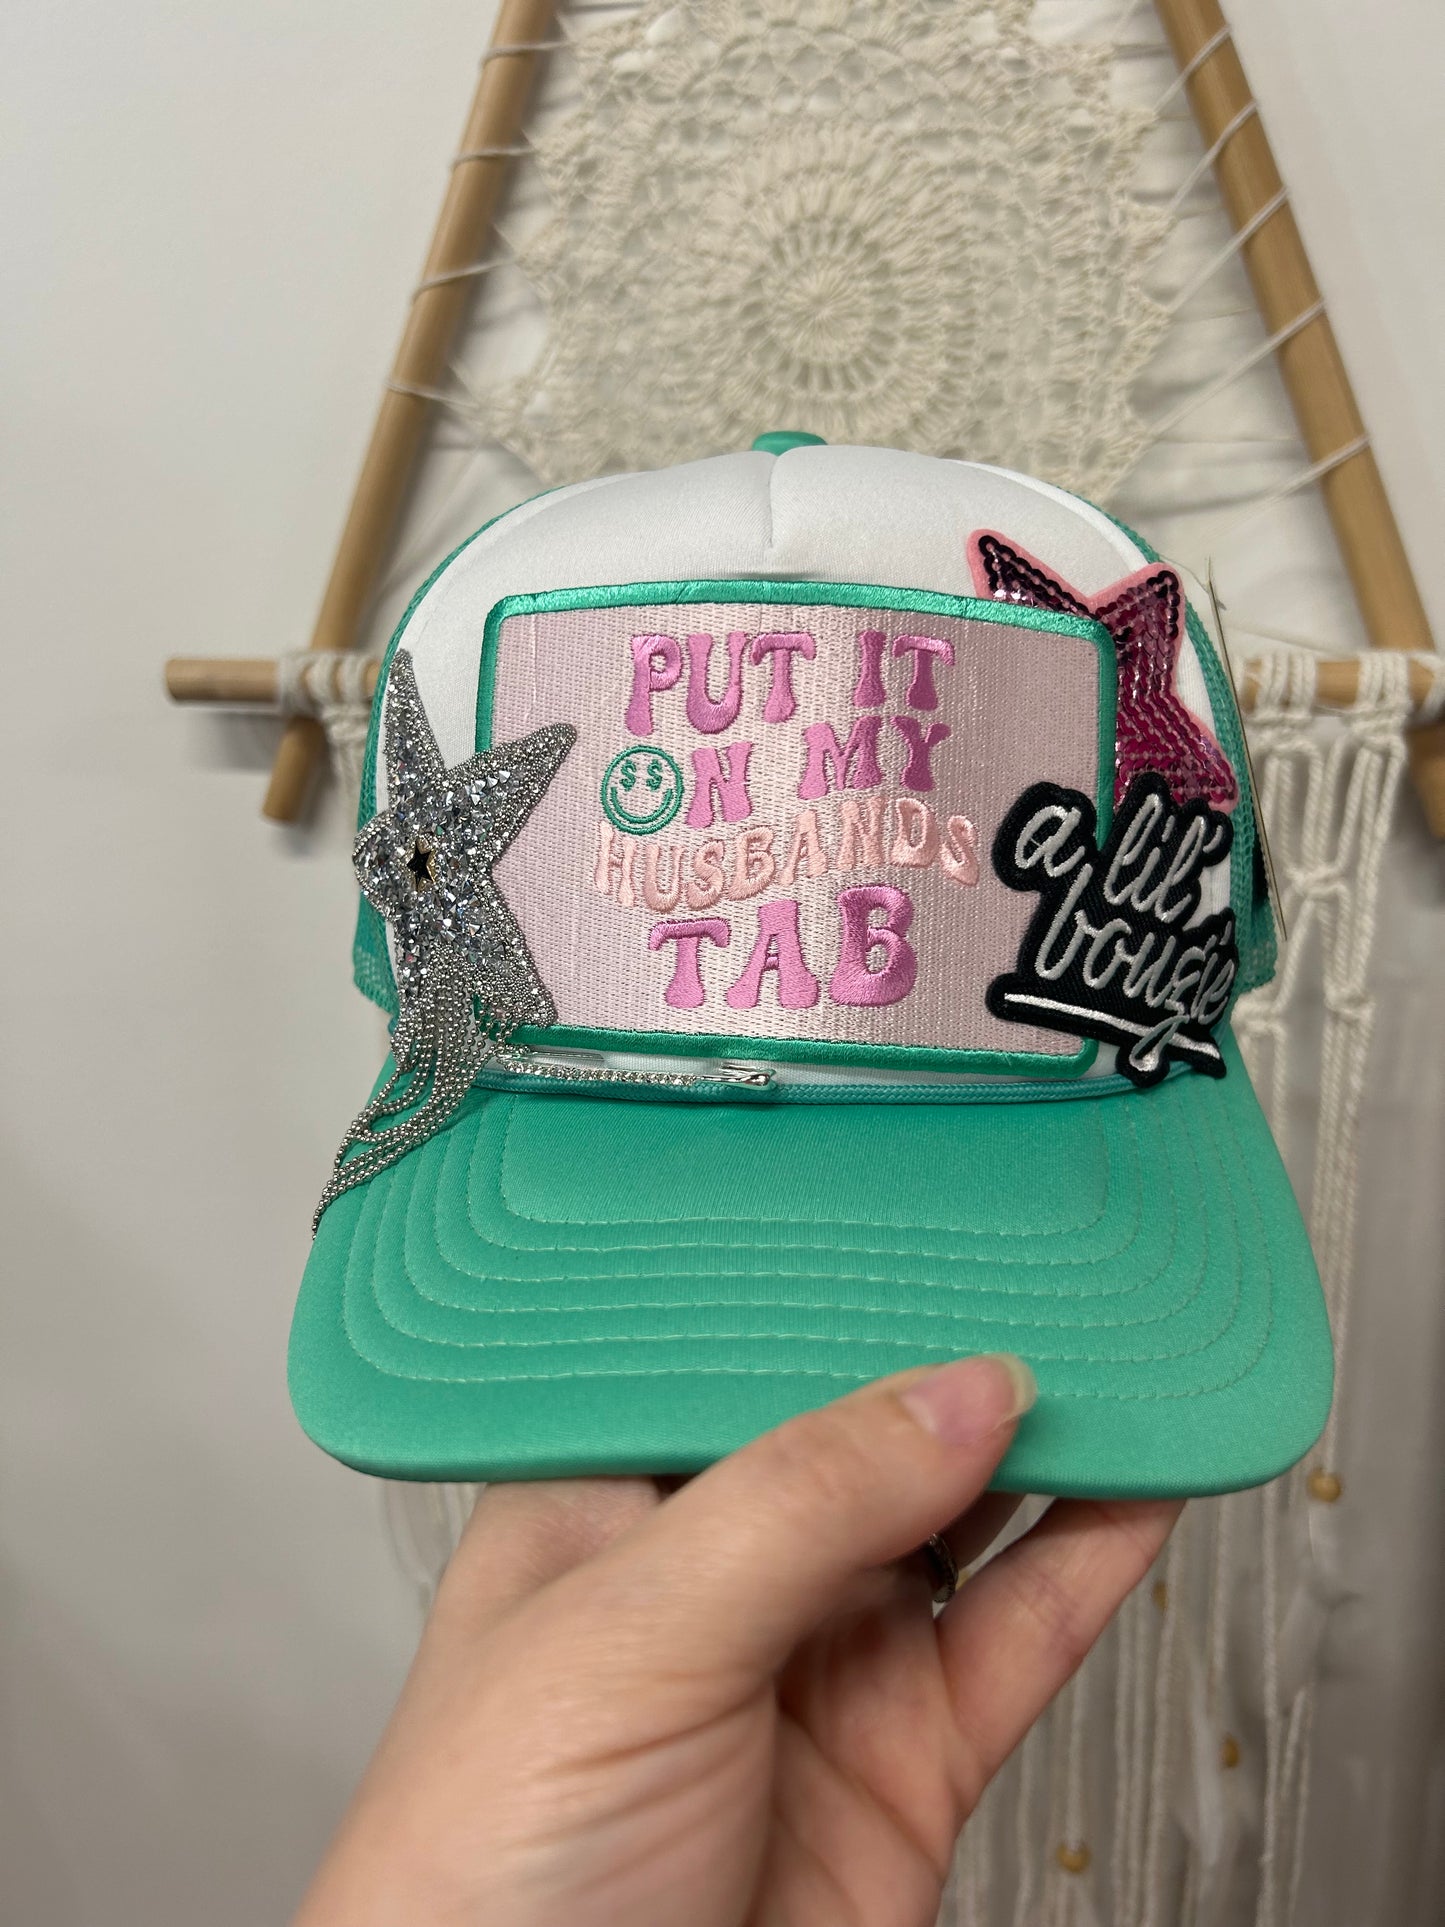 PUT IT
ON MY
HUSBANDS
TAB
a lil'
bougie